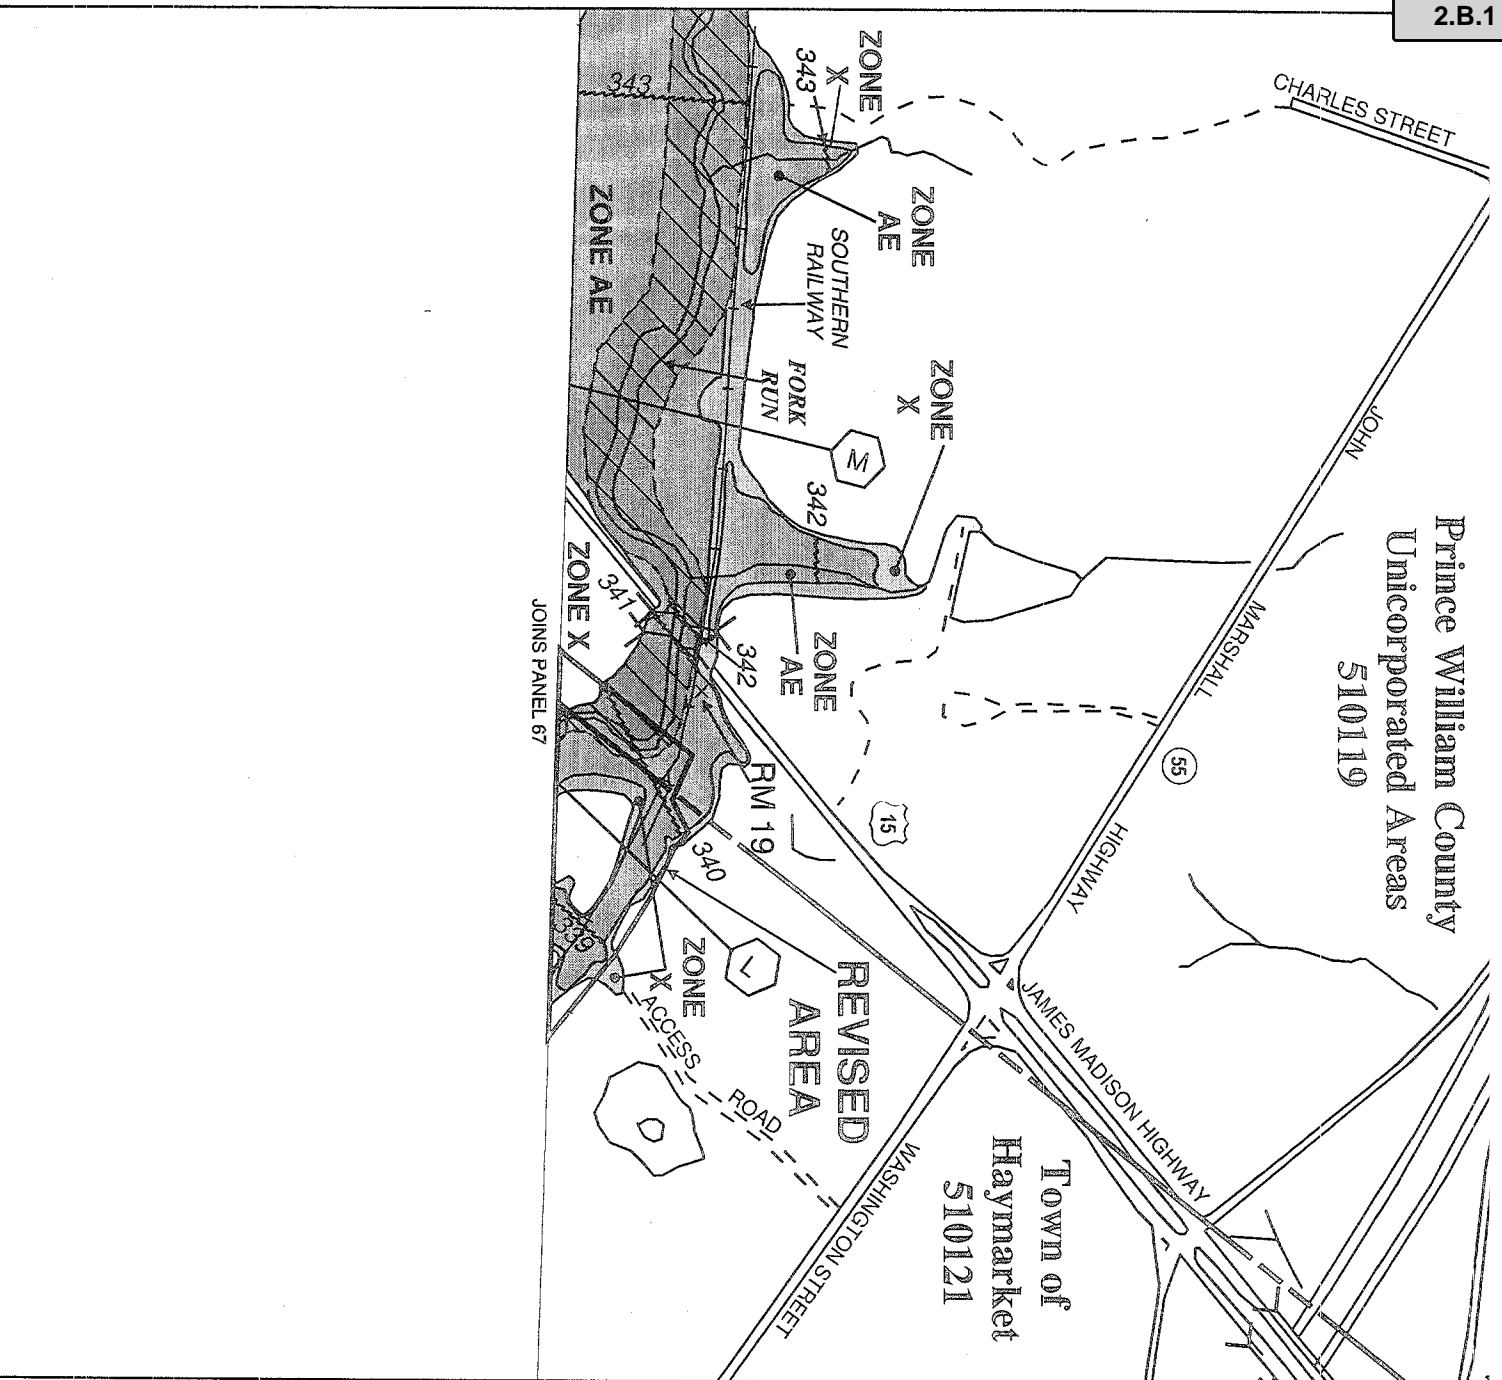 2.B.1
CHARLES STREET
ZONE
X
343
343
ZONE
AE
ZONE AE
SOUTHERN
RAILWAY
FORK
RUN
ZONE
X
M
342
JOHN
MARSHALL
HIGHWAY
55
Prince William County
Unicorporated Areas
510119
ZONE X
341
JOINS PANEL 67
342
ZONE
AE
RM 19
15
340
339
ZONE
X
L
REVISED
AREA
ACCESS
ROAD
JAMES MADISON HIGHWAY
WASHINGTON STREET
Town of
Haymarket
510121